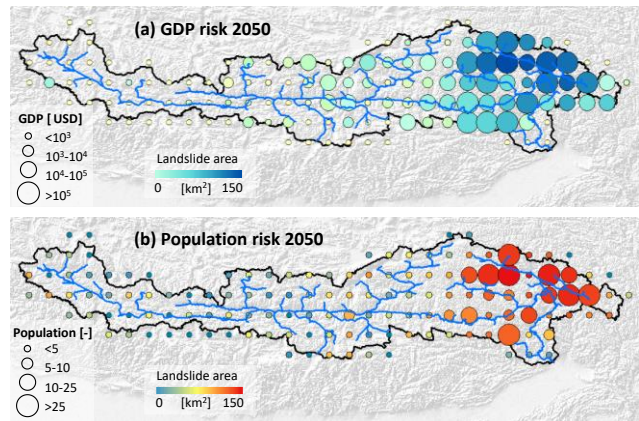 (a) GDP risk 2050
GDP [ USD]
<10³
10³-10⁴
10⁴-10⁵
>10⁵
Landslide area
0 [km²] 150
(b) Population risk 2050
Population [-]
<5
5-10
10-25
>25
Landslide area
0 [km²] 150